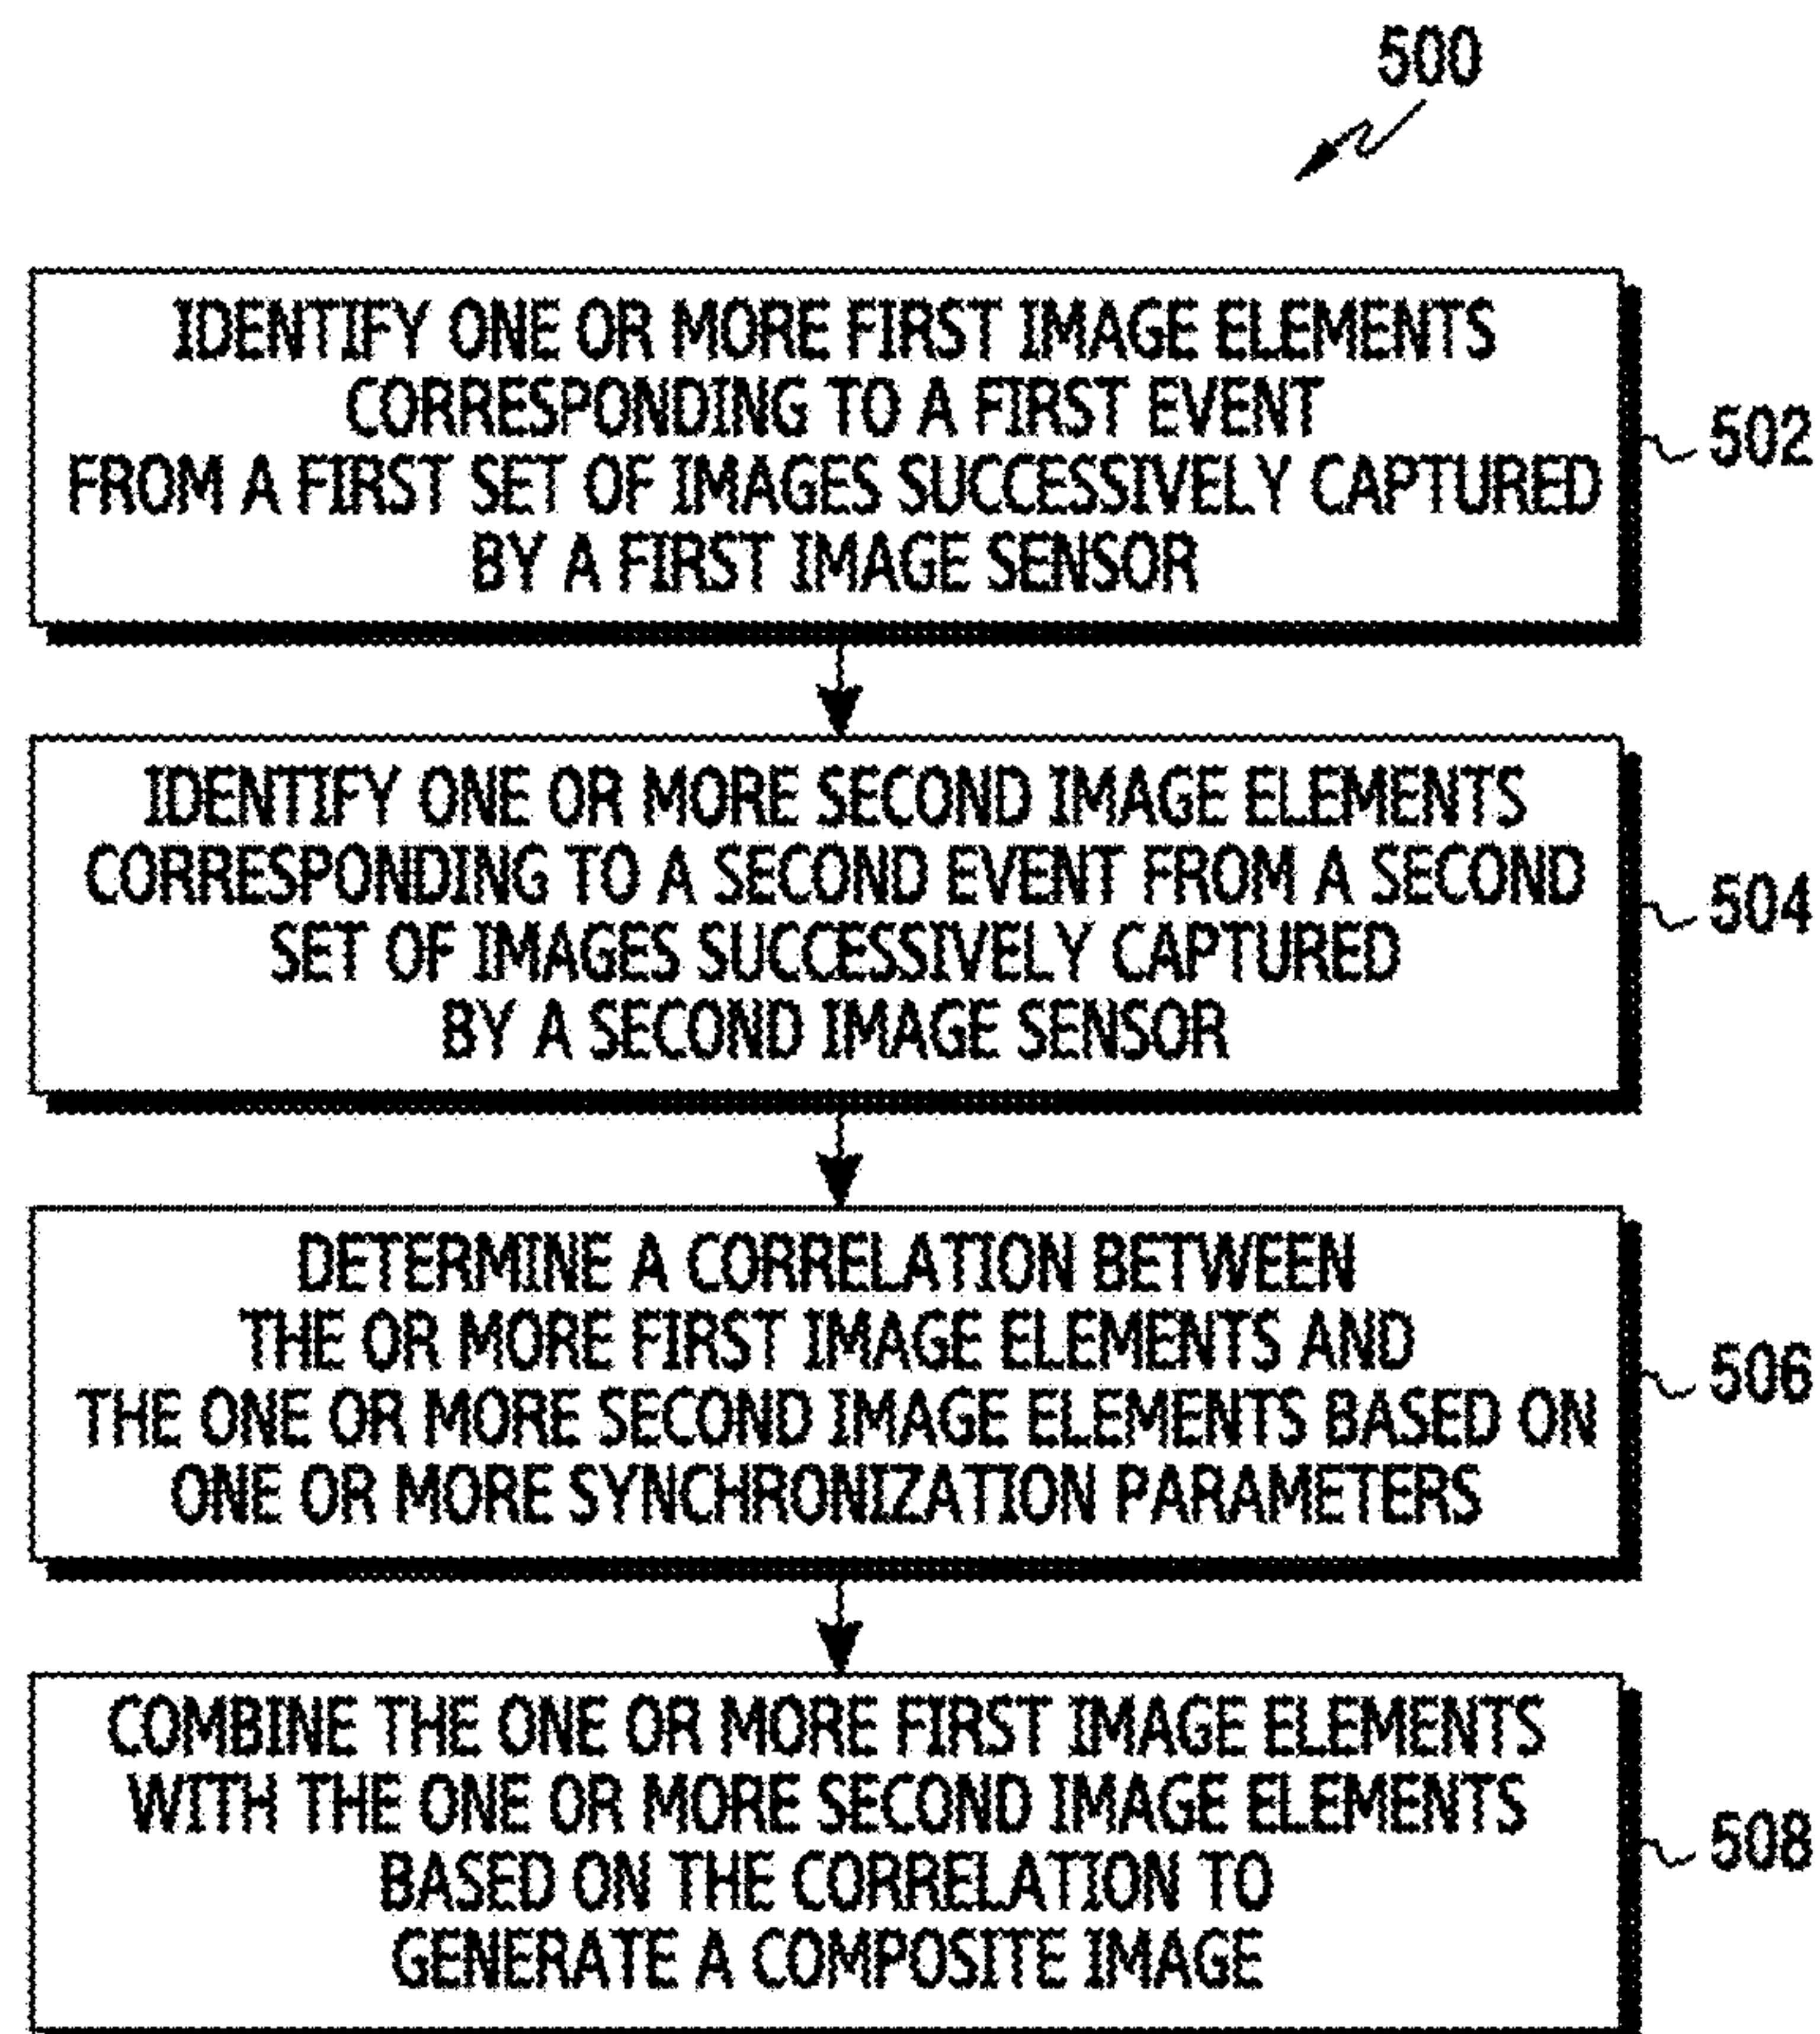 500
IDENTIFY ONE OR MORE FIRST IMAGE ELEMENTS
CORRESPONDING TO A FIRST EVENT
FROM A FIRST SET OF IMAGES SUCCESSIVELY CAPTURED
BY A FIRST IMAGE SENSOR
502
IDENTIFY ONE OR MORE SECOND IMAGE ELEMENTS
CORRESPONDING TO A SECOND EVENT FROM A SECOND
SET OF IMAGES SUCCESSIVELY CAPTURED
BY A SECOND IMAGE SENSOR
504
DETERMINE A CORRELATION BETWEEN
THE OR MORE FIRST IMAGE ELEMENTS AND
THE ONE OR MORE SECOND IMAGE ELEMENTS BASED ON
ONE OR MORE SYNCHRONIZATION PARAMETERS
506
COMBINE THE ONE OR MORE FIRST IMAGE ELEMENTS
WITH THE ONE OR MORE SECOND IMAGE ELEMENTS
BASED ON THE CORRELATION TO
GENERATE A COMPOSITE IMAGE
508